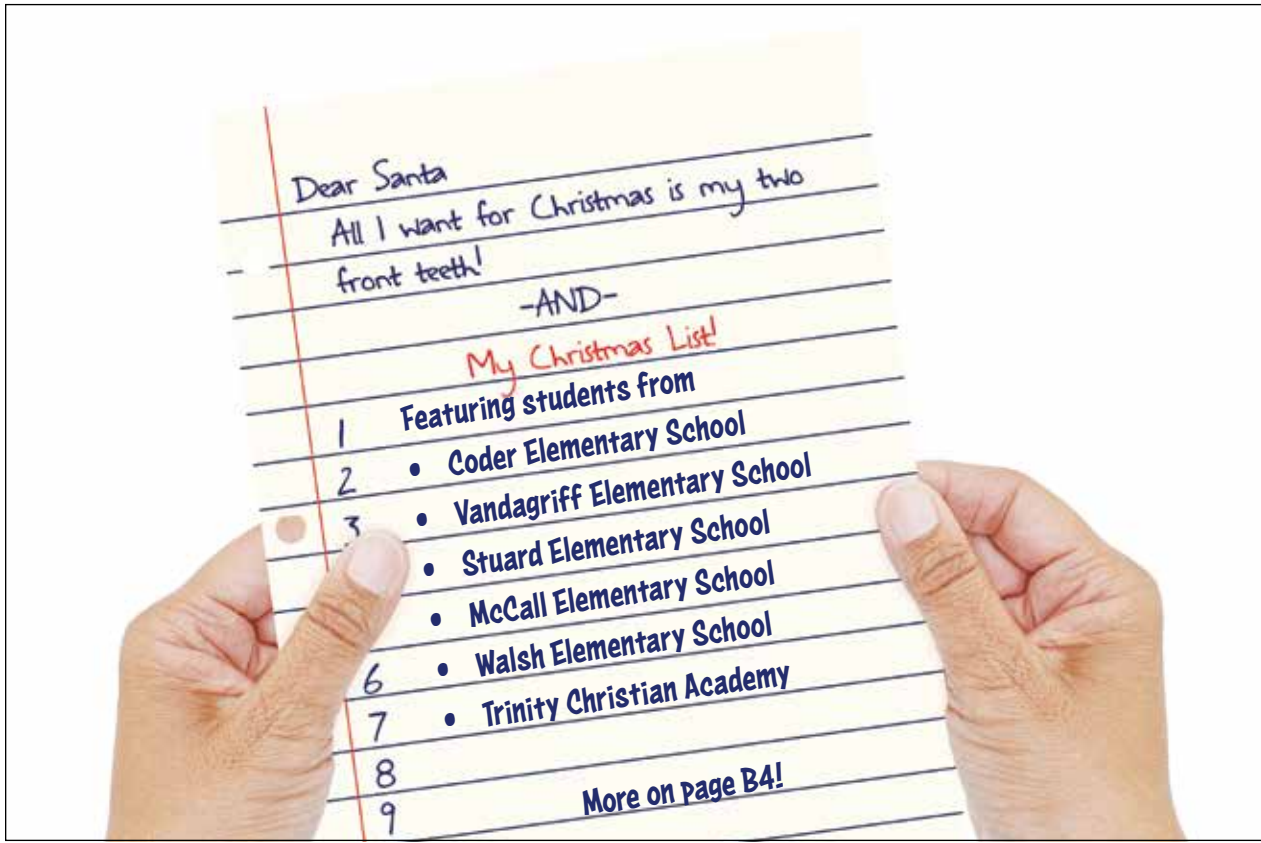 Dear Santa
All I want for Christmas is my two
front teeth!
-AND-
My Christmas List!
1 Featuring students from
2 • Coder Elementary School
3 • Vandagriff Elementary School
• Stuard Elementary School
• McCall Elementary School
6 • Walsh Elementary School
7 • Trinity Christian Academy
8
9 More on page B4!